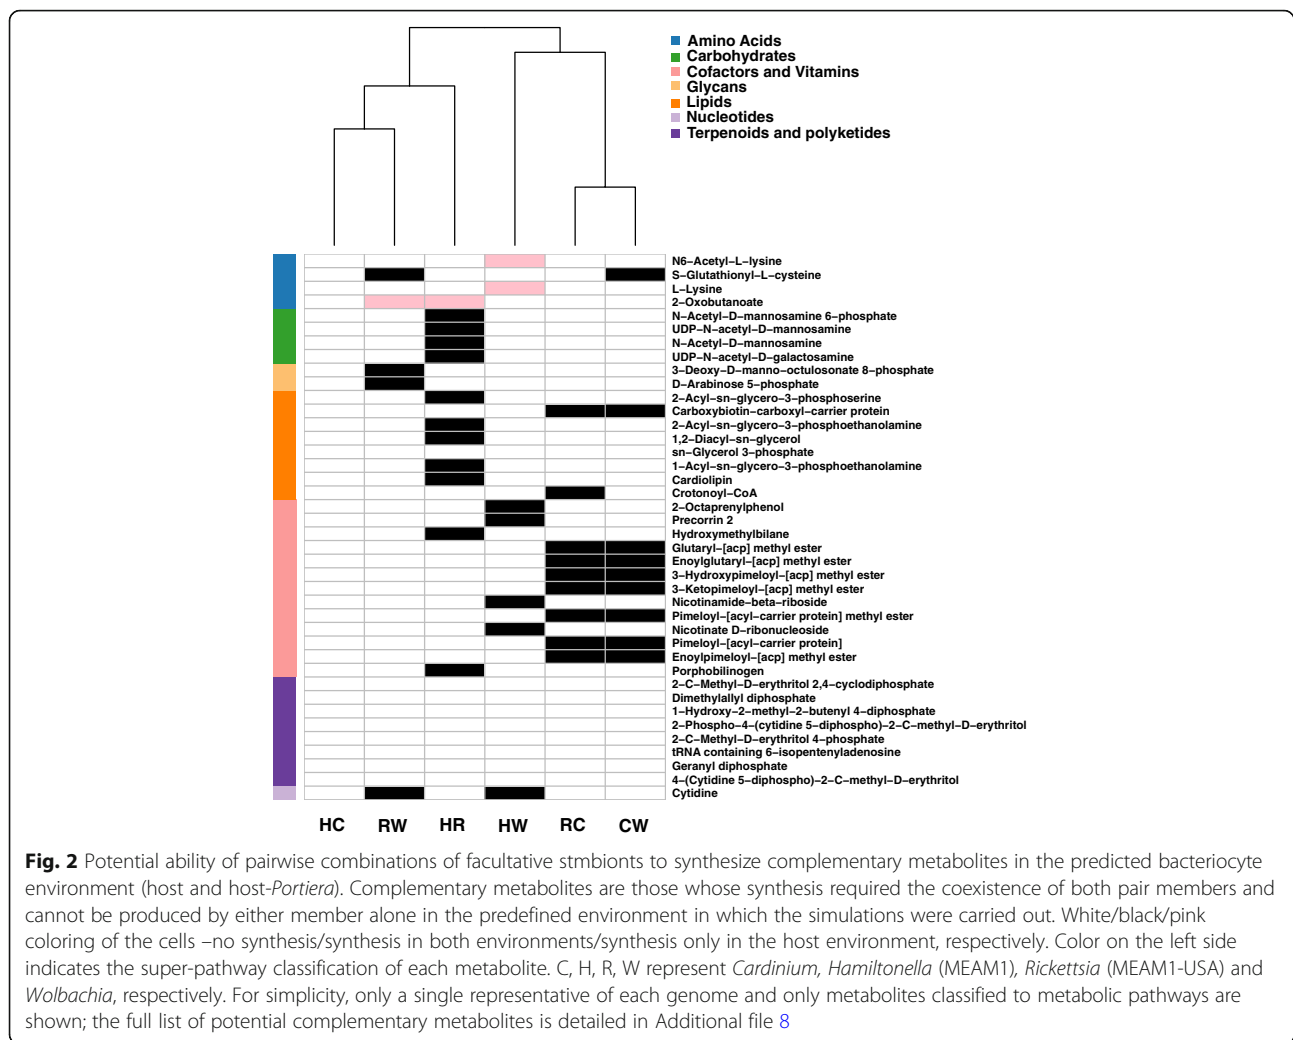 Amino Acids
Carbohydrates
Cofactors and Vitamins
Glycans
Lipids
Nucleotides
Terpenoids and polyketides
N6−Acetyl−L−lysine
S−Glutathionyl−L−cysteine
L−Lysine
2−Oxobutanoate
N−Acetyl−D−mannosamine 6−phosphate
UDP−N−acetyl−D−mannosamine
N−Acetyl−D−mannosamine
UDP−N−acetyl−D−galactosamine
3−Deoxy−D−manno−octulosonate 8−phosphate
D−Arabinose 5−phosphate
2−Acyl−sn−glycero−3−phosphoserine
Carboxybiotin−carboxyl−carrier protein
2−Acyl−sn−glycero−3−phosphoethanolamine
1,2−Diacyl−sn−glycerol
sn−Glycerol 3−phosphate
1−Acyl−sn−glycero−3−phosphoethanolamine
Cardiolipin
Crotonoyl−CoA
2−Octaprenylphenol
Precorrin 2
Hydroxymethylbilane
Glutaryl−[acp] methyl ester
Enoylglutaryl−[acp] methyl ester
3−Hydroxypimeloyl−[acp] methyl ester
3−Ketopimeloyl−[acp] methyl ester
Nicotinamide−beta−riboside
Pimeloyl−[acyl−carrier protein] methyl ester
Nicotinate D−ribonucleoside
Pimeloyl−[acyl−carrier protein]
Enoylpimeloyl−[acp] methyl ester
Porphobilinogen
2−C−Methyl−D−erythritol 2,4−cyclodiphosphate
Dimethylallyl diphosphate
1−Hydroxy−2−methyl−2−butenyl 4−diphosphate
2−Phospho−4−(cytidine 5−diphospho)−2−C−methyl−D−erythritol
2−C−Methyl−D−erythritol 4−phosphate
tRNA containing 6−isopentenyladenosine
Geranyl diphosphate
4−(Cytidine 5−diphospho)−2−C−methyl−D−erythritol
Cytidine
HC RW HR HW RC CW
Fig. 2 Potential ability of pairwise combinations of facultative stmbionts to synthesize complementary metabolites in the predicted bacteriocyte
environment (host and host-Portiera). Complementary metabolites are those whose synthesis required the coexistence of both pair members and
cannot be produced by either member alone in the predefined environment in which the simulations were carried out. White/black/pink
coloring of the cells –no synthesis/synthesis in both environments/synthesis only in the host environment, respectively. Color on the left side
indicates the super-pathway classification of each metabolite. C, H, R, W represent Cardinium, Hamiltonella (MEAM1), Rickettsia (MEAM1-USA) and
Wolbachia, respectively. For simplicity, only a single representative of each genome and only metabolites classified to metabolic pathways are
shown; the full list of potential complementary metabolites is detailed in Additional file 8